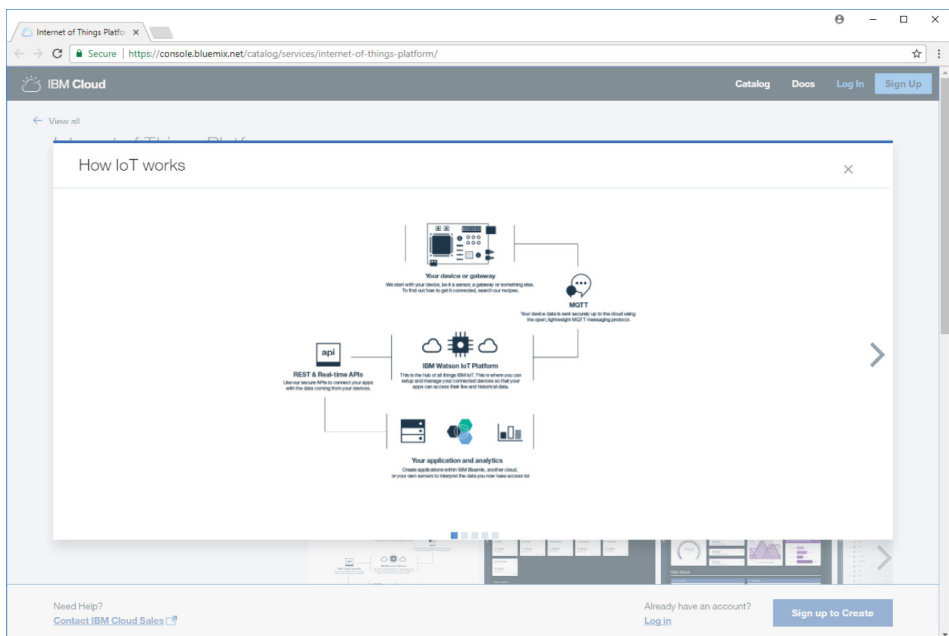 Internet of Things Platfor
Secure | https://console.bluemix.net/catalog/services/internet-of-things-platform/
IBM Cloud
Catalog
Docs
Log In
Sign Up
View all
How IoT works
Your device or gateway
We start with your device, be it a sensor, a gateway or something else.
To find out how to get it connected, search our recipes.
MQTT
Your device data is sent securely up to the cloud using
the open, lightweight MQTT messaging protocol.
api
REST & Real-time APIs
Use our secure APIs to connect your apps
with the data coming from your devices.
IBM Watson IoT Platform
This is the hub of all things IBM IoT. This is where you can
setup and manage your connected devices so that your
apps can access their live and historical data.
Your application and analytics
Create applications within IBM Bluemix, another cloud,
or your own servers to interpret the data you now have access to!
Need Help?
Contact IBM Cloud Sales
Already have an account?
Log in
Sign up to Create